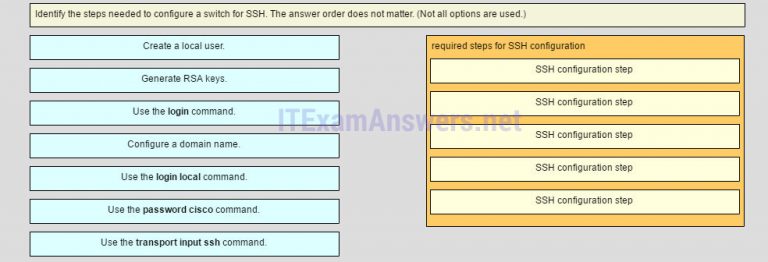 Identify the steps needed to configure a switch for SSH. The answer order does not matter. (Not all options are used.)
Create a local user.
Generate RSA keys.
Use the login command.
Configure a domain name.
Use the login local command.
Use the password cisco command.
Use the transport input ssh command.
required steps for SSH configuration
SSH configuration step
SSH configuration step
SSH configuration step
SSH configuration step
SSH configuration step
ITExamAnswers.net